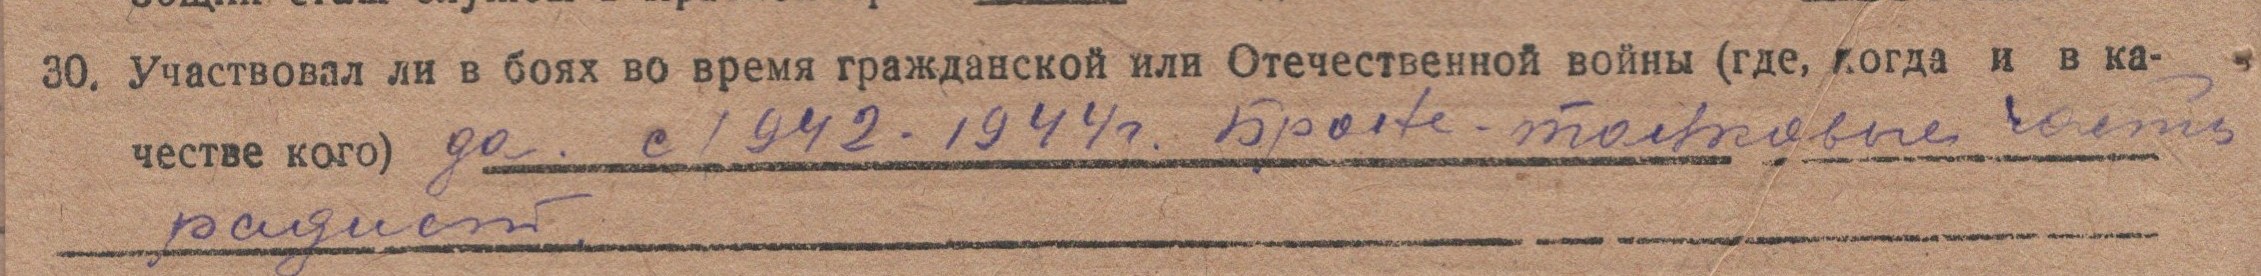 30. Участвовал ли в боях во время гражданской или Отечественной войны (где, когда и в ка-
честве кого) да. с 1942 - 1944 г. Броне-танковые части
радист.